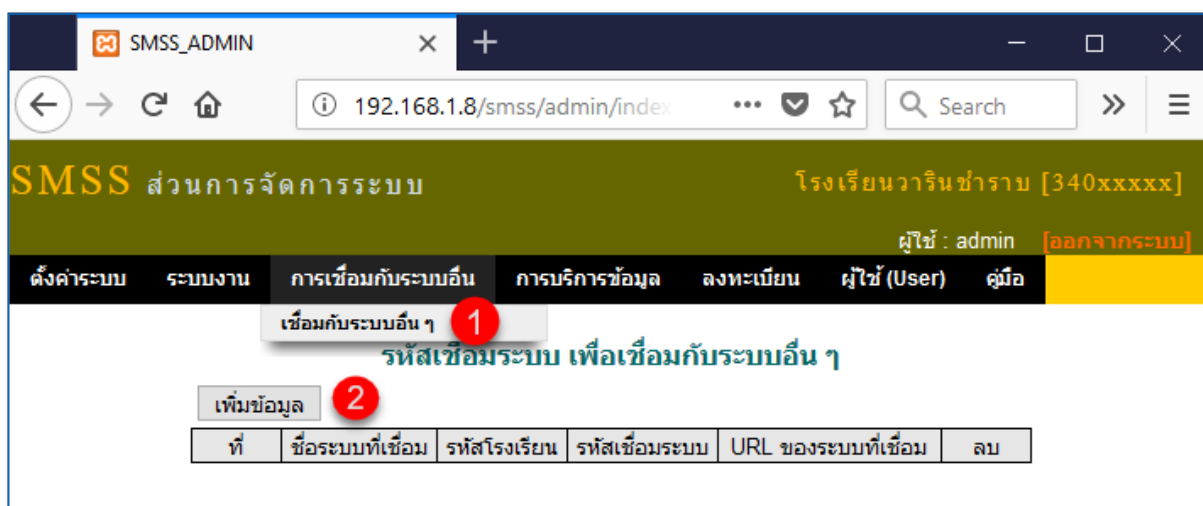 SMSS_ADMIN
192.168.1.8/smss/admin/index
Search
SMSS ส่วนการจัดการระบบ
โรงเรียนวารินชำราบ [340xxxxx]
ผู้ใช้ : admin [ออกจากระบบ]
ตั้งค่าระบบ ระบบงาน การเชื่อมกับระบบอื่น การบริการข้อมูล ลงทะเบียน ผู้ใช้ (User) คู่มือ
เชื่อมกับระบบอื่น ๆ 1
รหัสเชื่อมระบบ เพื่อเชื่อมกับระบบอื่น ๆ
เพิ่มข้อมูล 2
ที่ ชื่อระบบที่เชื่อม รหัสโรงเรียน รหัสเชื่อมระบบ URL ของระบบที่เชื่อม ลบ